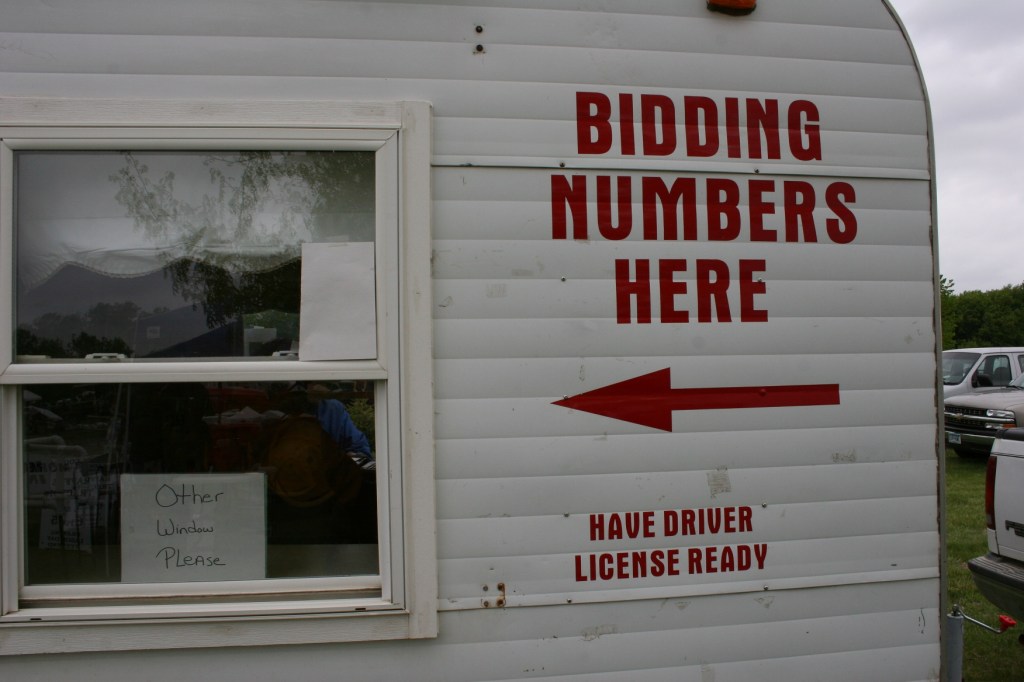 BIDDING
NUMBERS
HERE
HAVE DRIVER
LICENSE READY
Other
Window
Please